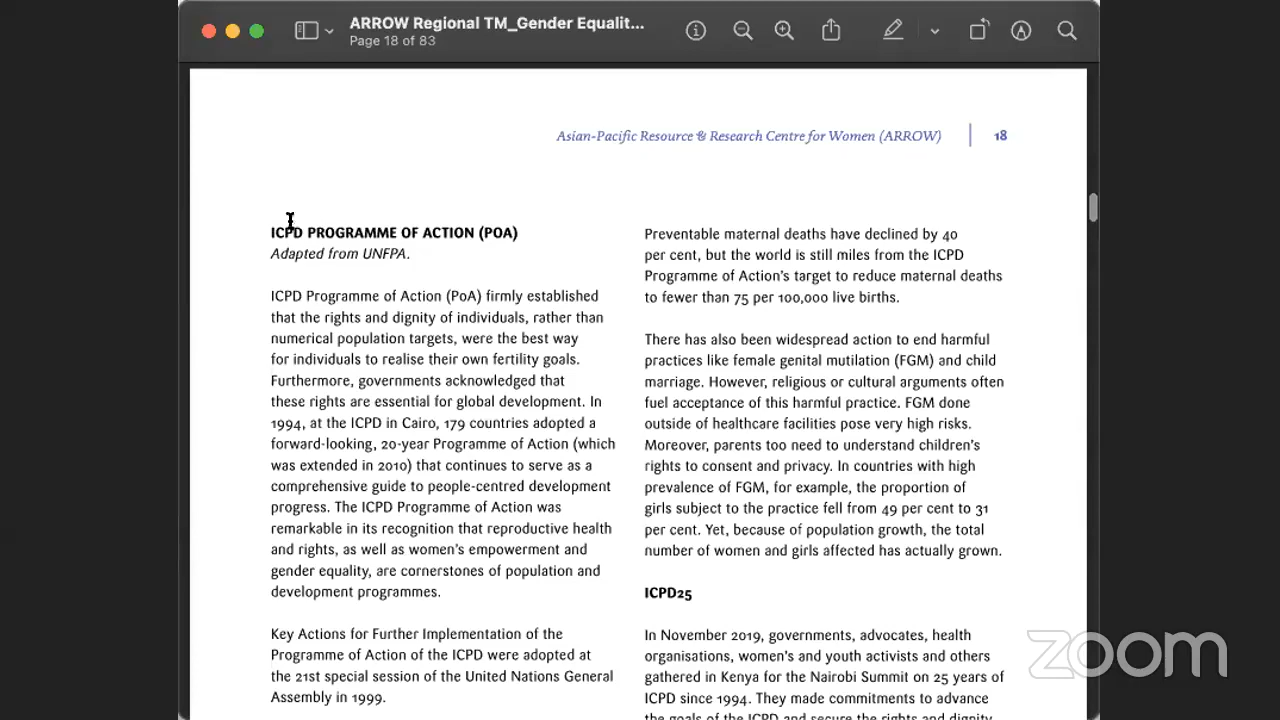 ARROW Regional TM_Gender Equalit...
Page 18 of 83
Asian-Pacific Resource & Research Centre for Women (ARROW)
18
ICPD PROGRAMME OF ACTION (POA)
Adapted from UNFPA.
ICPD Programme of Action (PoA) firmly established
that the rights and dignity of individuals, rather than
numerical population targets, were the best way
for individuals to realise their own fertility goals.
Furthermore, governments acknowledged that
these rights are essential for global development. In
1994, at the ICPD in Cairo, 179 countries adopted a
forward-looking, 20-year Programme of Action (which
was extended in 2010) that continues to serve as a
comprehensive guide to people-centred development
progress. The ICPD Programme of Action was
remarkable in its recognition that reproductive health
and rights, as well as women's empowerment and
gender equality, are cornerstones of population and
development programmes.
Key Actions for Further Implementation of the
Programme of Action of the ICPD were adopted at
the 21st special session of the United Nations General
Assembly in 1999.
Preventable maternal deaths have declined by 40
per cent, but the world is still miles from the ICPD
Programme of Action's target to reduce maternal deaths
to fewer than 75 per 100,000 live births.
There has also been widespread action to end harmful
practices like female genital mutilation (FGM) and child
marriage. However, religious or cultural arguments often
fuel acceptance of this harmful practice. FGM done
outside of healthcare facilities pose very high risks.
Moreover, parents too need to understand children's
rights to consent and privacy. In countries with high
prevalence of FGM, for example, the proportion of
girls subject to the practice fell from 49 per cent to 31
per cent. Yet, because of population growth, the total
number of women and girls affected has actually grown.
ICPD25
In November 2019, governments, advocates, health
organisations, women's and youth activists and others
gathered in Kenya for the Nairobi Summit on 25 years of
ICPD since 1994. They made commitments to advance
the goals of the ICPD and secure the rights and dignity
zoom